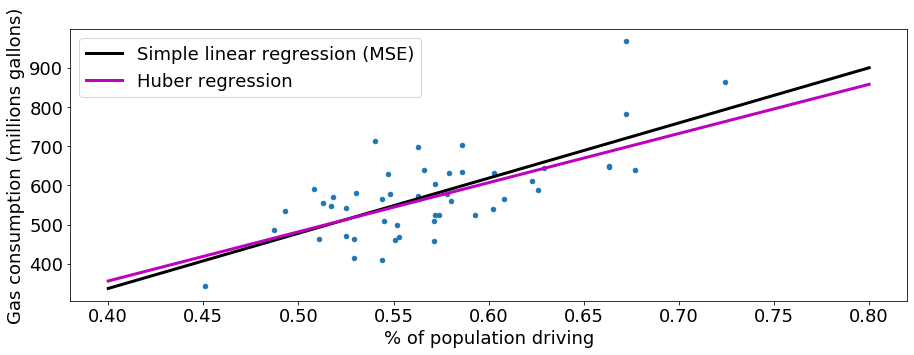 Gas consumption (millions gallons)
Simple linear regression (MSE)
Huber regression
900
800
700
600
500
400
0.40 0.45 0.50 0.55 0.60 0.65 0.70 0.75 0.80
% of population driving